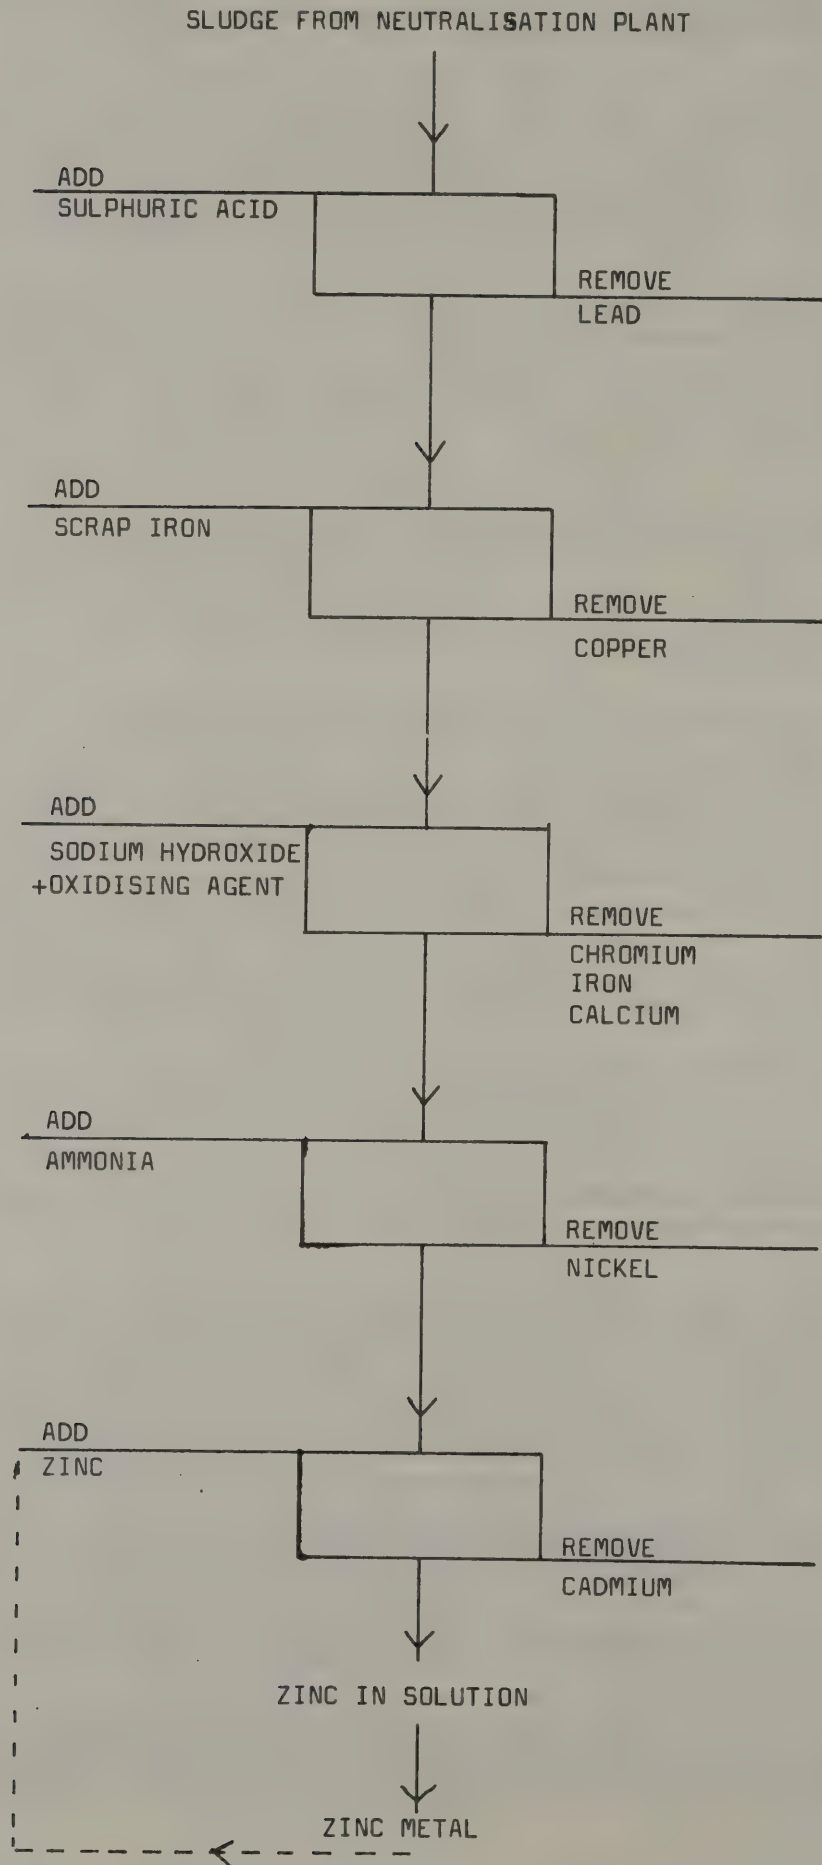 SLUDGE FROM NEUTRALISATION PLANT
ADD
SULPHURIC ACID
REMOVE
LEAD
ADD
SCRAP IRON
REMOVE
COPPER
ADD
SODIUM HYDROXIDE
+OXIDISING AGENT
REMOVE
CHROMIUM
IRON
CALCIUM
ADD
AMMONIA
REMOVE
NICKEL
ADD
ZINC
REMOVE
CADMIUM
ZINC IN SOLUTION
ZINC METAL